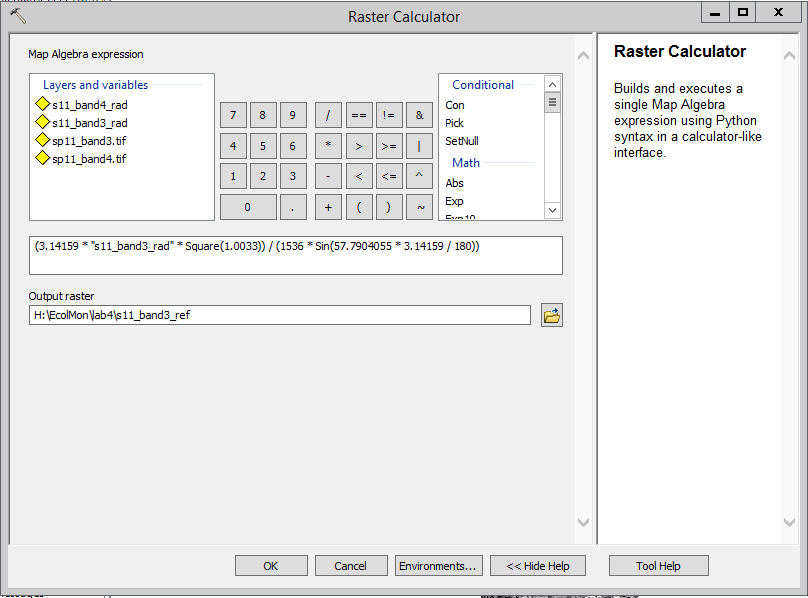 Raster Calculator
Map Algebra expression
Layers and variables
s11_band4_rad
s11_band3_rad
sp11_band3.tif
sp11_band4.tif
7 8 9 / == != &
4 5 6 * > >= |
1 2 3 - < <= ^
0 . + ( ) ~
Conditional
Con
Pick
SetNull
Math
Abs
Exp
Exp10
(3.14159 * "s11_band3_rad" * Square(1.0033)) / (1536 * Sin(57.7904055 * 3.14159 / 180))
Output raster
H:\EcolMon\lab4\s11_band3_ref
OK Cancel Environments... << Hide Help Tool Help
Raster Calculator
Builds and executes a
single Map Algebra
expression using Python
syntax in a calculator-like
interface.